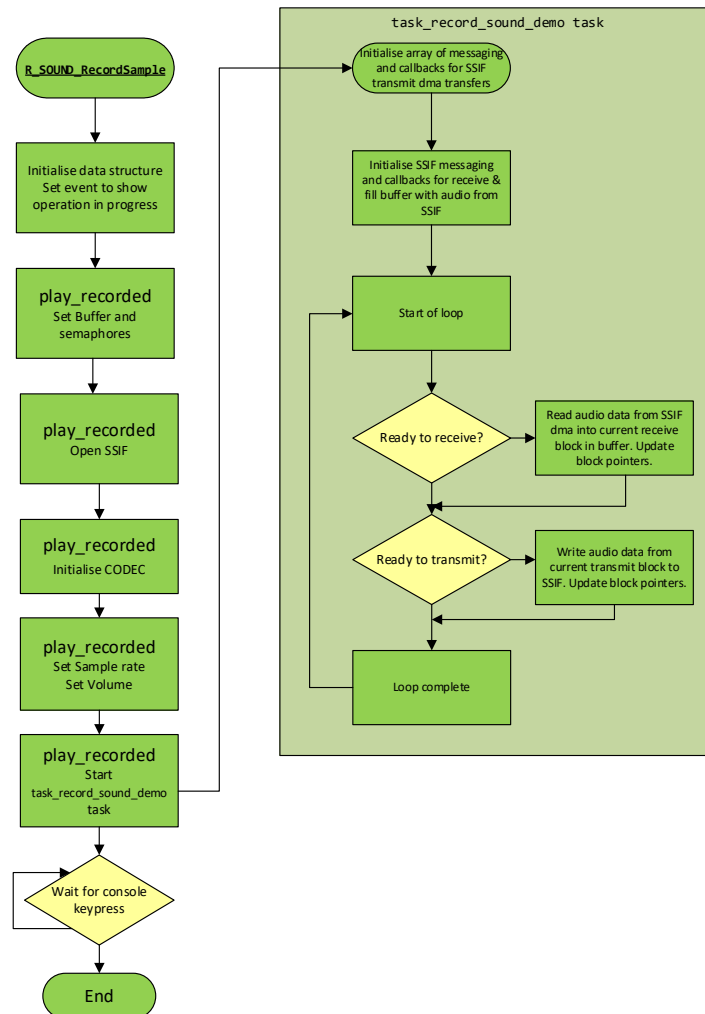 R_SOUND_RecordSample
Initialise data structure
Set event to show
operation in progress
play_recorded
Set Buffer and
semaphores
play_recorded
Open SSIF
play_recorded
Initialise CODEC
play_recorded
Set Sample rate
Set Volume
play_recorded
Start
task_record_sound_demo
task
Wait for console
keypress
End
task_record_sound_demo task
Initialise array of messaging
and callbacks for SSIF
transmit dma transfers
Initialise SSIF messaging
and callbacks for receive &
fill buffer with audio from
SSIF
Start of loop
Ready to receive?
Read audio data from SSIF
dma into current receive
block in buffer. Update
block pointers.
Ready to transmit?
Write audio data from
current transmit block to
SSIF. Update block pointers.
Loop complete